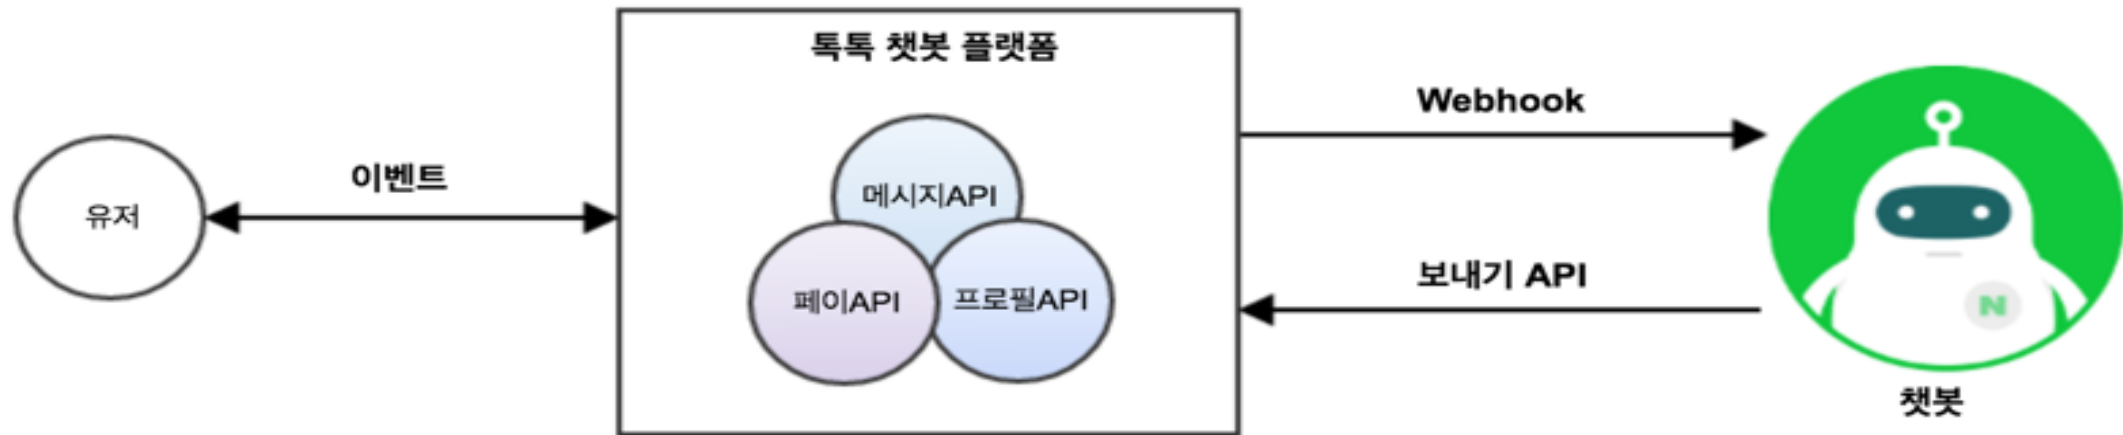 톡톡 챗봇 플랫폼
Webhook
이벤트
유저
메시지API
페이API
프로필API
보내기 API
N
챗봇